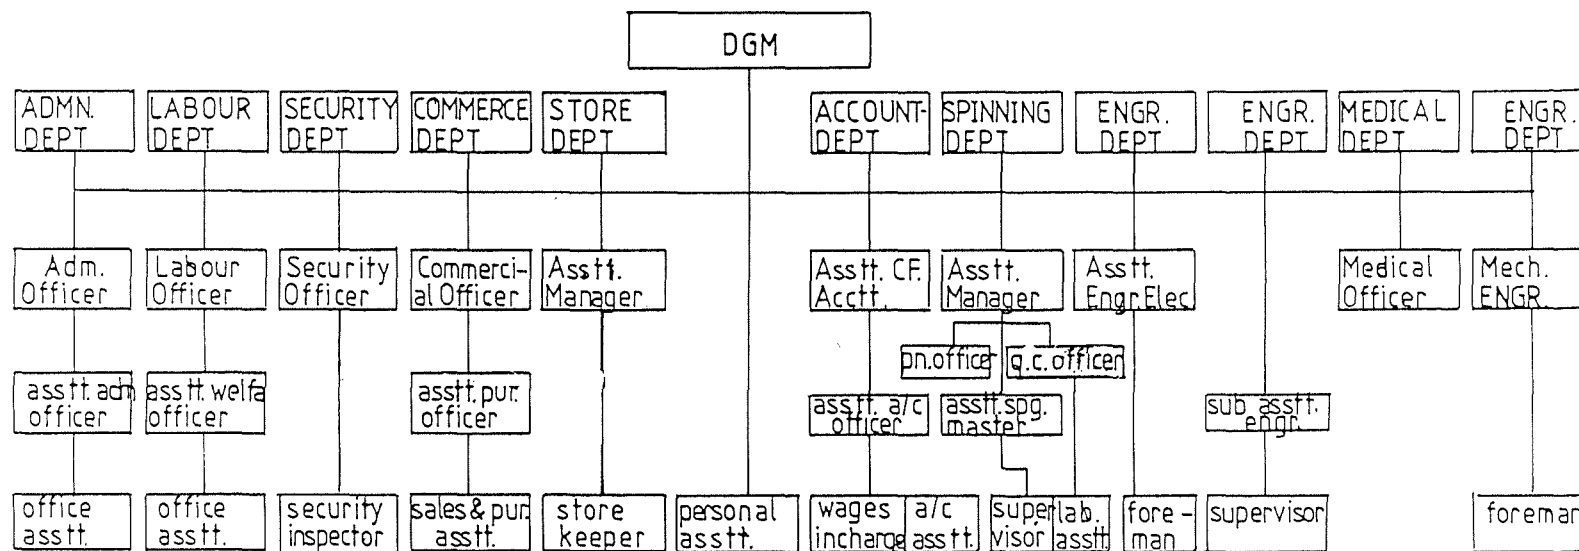 DGM
ADMN.
DEPT
LABOUR
DEPT
SECURITY
DEPT
COMMERCE
DEPT
STORE
DEPT
ACCOUNT-
DEPT
SPINNING
DEPT
ENGR.
DEPT
ENGR.
DEPT
MEDICAL
DEPT
ENGR.
DEPT
Adm.
Officer
Labour
Officer
Security
Officer
Commerci-
al Officer
Asstt.
Manager
Asstt. CF.
Acctt.
Asstt.
Manager
Asstt.
Engr.Elec.
Medical
Officer
Mech.
ENGR.
pn.officer
q.c.officer
asstt.adm
officer
asstt.welfa
officer
asstt.pur.
officer
asstt. a/c
officer
asstt.spg.
master
sub asstt.
engr.
office
asstt.
office
asstt.
security
inspector
sales & pur.
asstt.
store
keeper
personal
asstt.
wages
incharge
a/c
asstt.
super
visor
lab.
asstt
fore-
man
supervisor
foreman